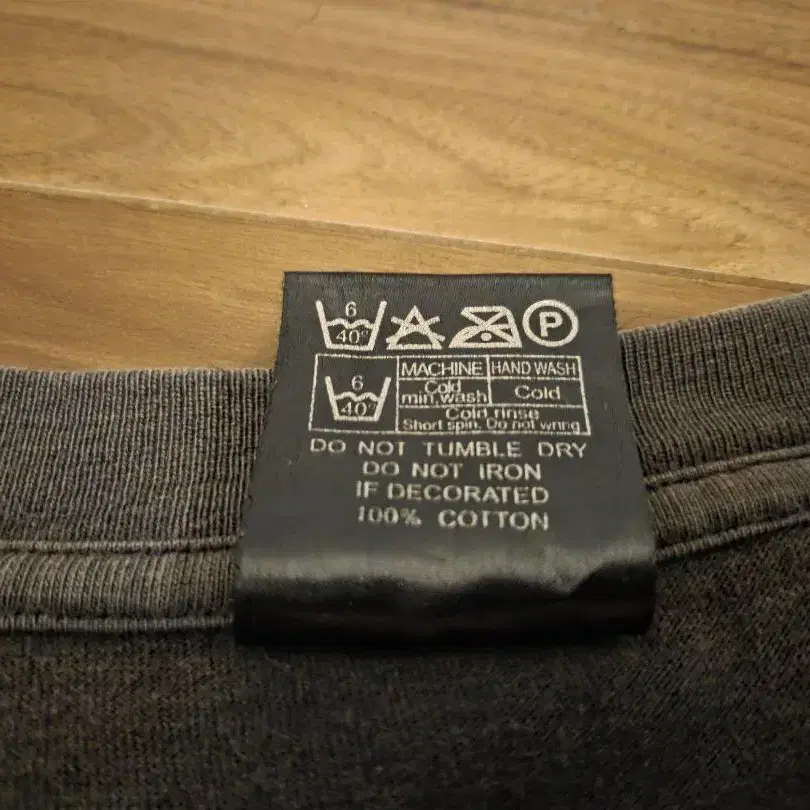 6
40°
P
MACHINE HAND WASH
6
40°
Cold
min.wash
Cold
Cold rinse
Short spin. Do not wring
DO NOT TUMBLE DRY
DO NOT IRON
IF DECORATED
100% COTTON